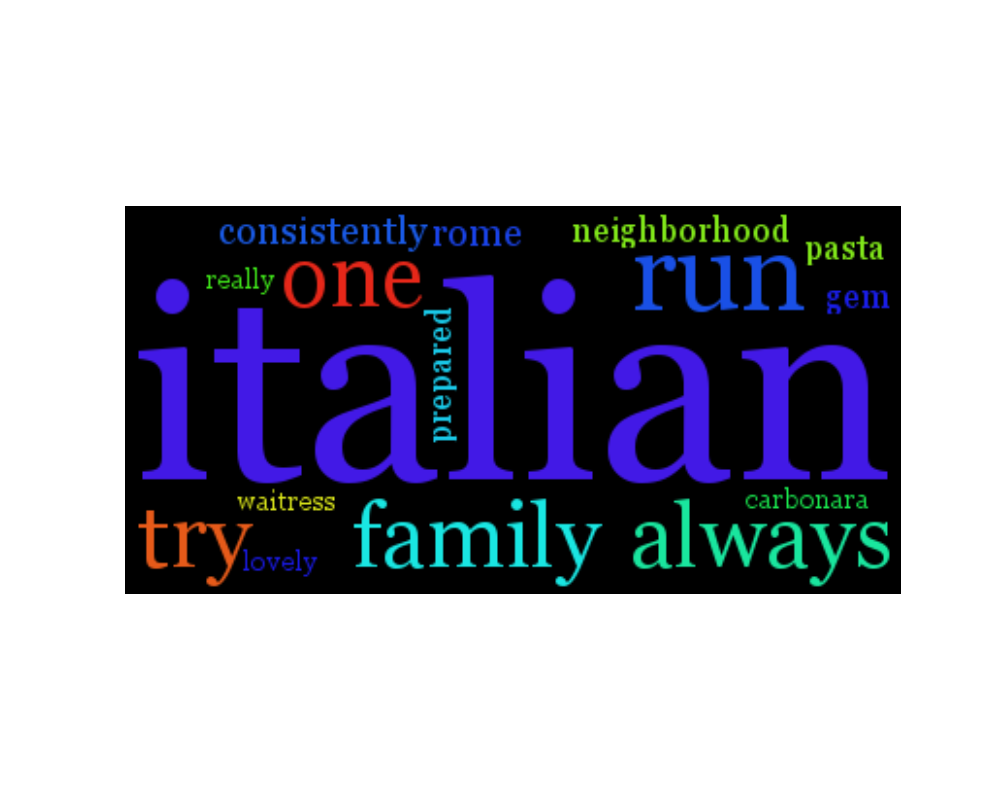 consistently rome neighborhood
pasta
really one run gem
italian
prepared
waitress carbonara
try family always
lovely